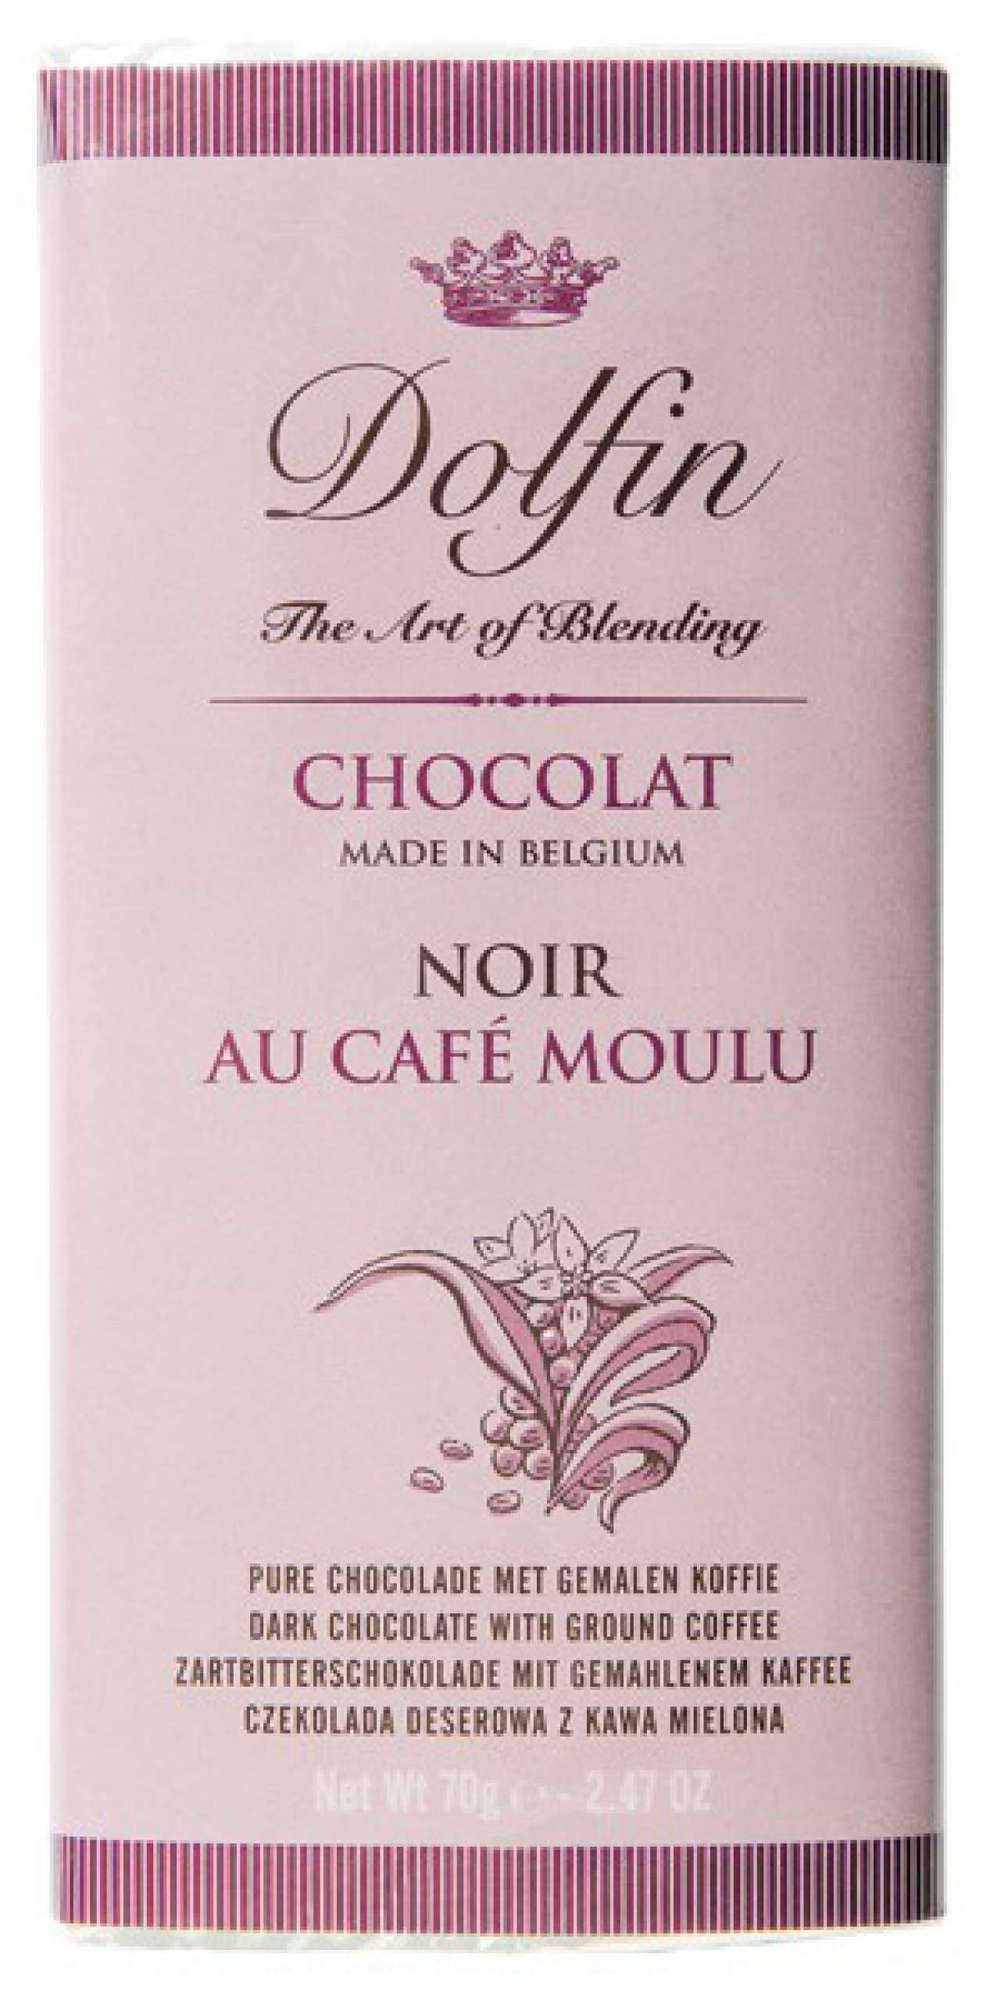 Dolfin
The Art of Blending
CHOCOLAT
MADE IN BELGIUM
NOIR
AU CAFÉ MOULU
PURE CHOCOLADE MET GEMALEN KOFFIE
DARK CHOCOLATE WITH GROUND COFFEE
ZARTBITTERSCHOKOLADE MIT GEMAHLENEM KAFFEE
CZEKOLADA DESEROWA Z KAWA MIELONA
Net Wt 70g ℮ – 2.47 OZ